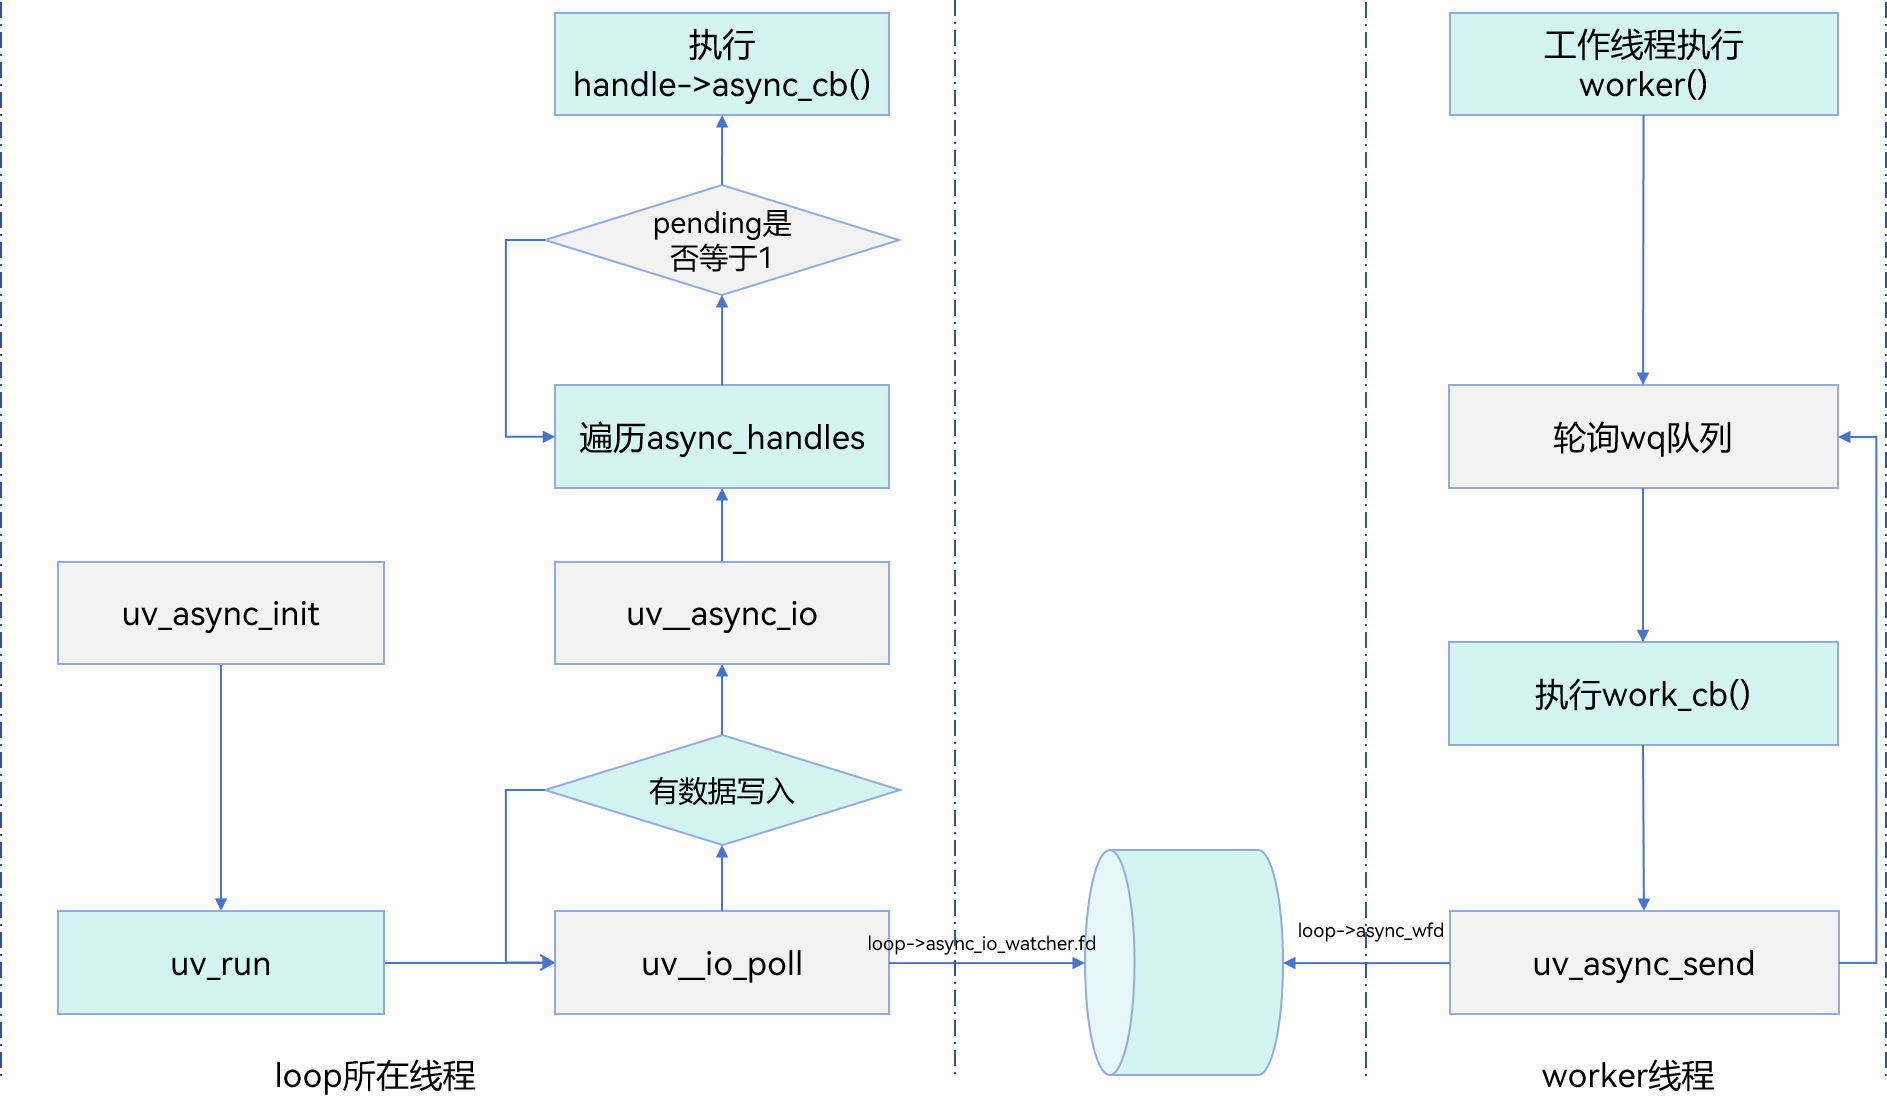 执行
handle->async_cb()
工作线程执行
worker()
pending是
否等于1
遍历async_handles
轮询wq队列
uv_async_init
uv__async_io
执行work_cb()
有数据写入
uv_run
uv__io_poll
loop->async_io_watcher.fd
loop->async_wfd
uv_async_send
loop所在线程
worker线程